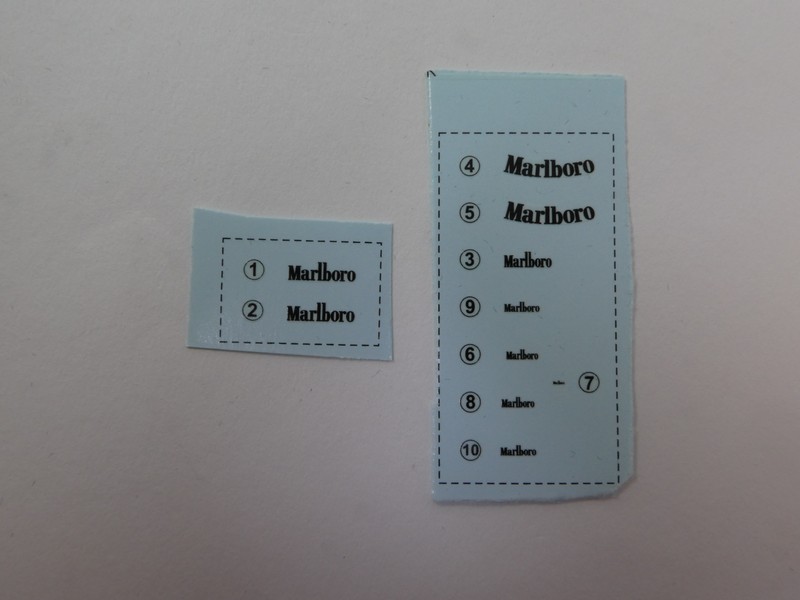 ① Marlboro
② Marlboro
④ Marlboro
⑤ Marlboro
③ Marlboro
⑨ Marlboro
⑥ Marlboro
Marlboro ⑦
⑧ Marlboro
⑩ Marlboro